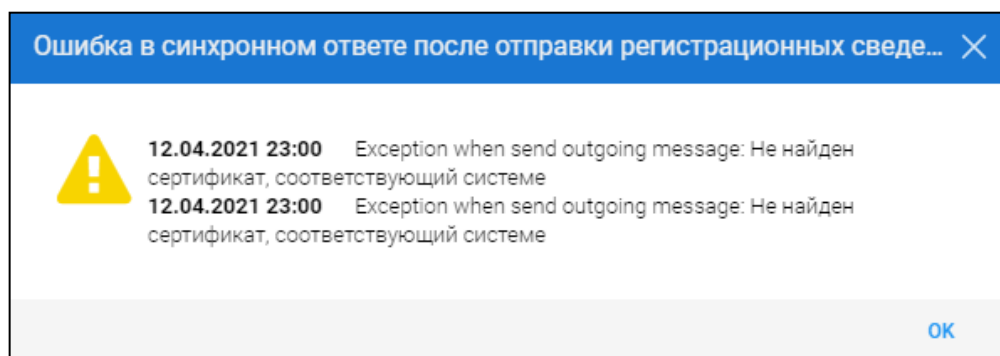 Ошибка в синхронном ответе после отправки регистрационных сведе...
12.04.2021 23:00 Exception when send outgoing message: Не найден
сертификат, соответствующий системе
12.04.2021 23:00 Exception when send outgoing message: Не найден
сертификат, соответствующий системе
OK